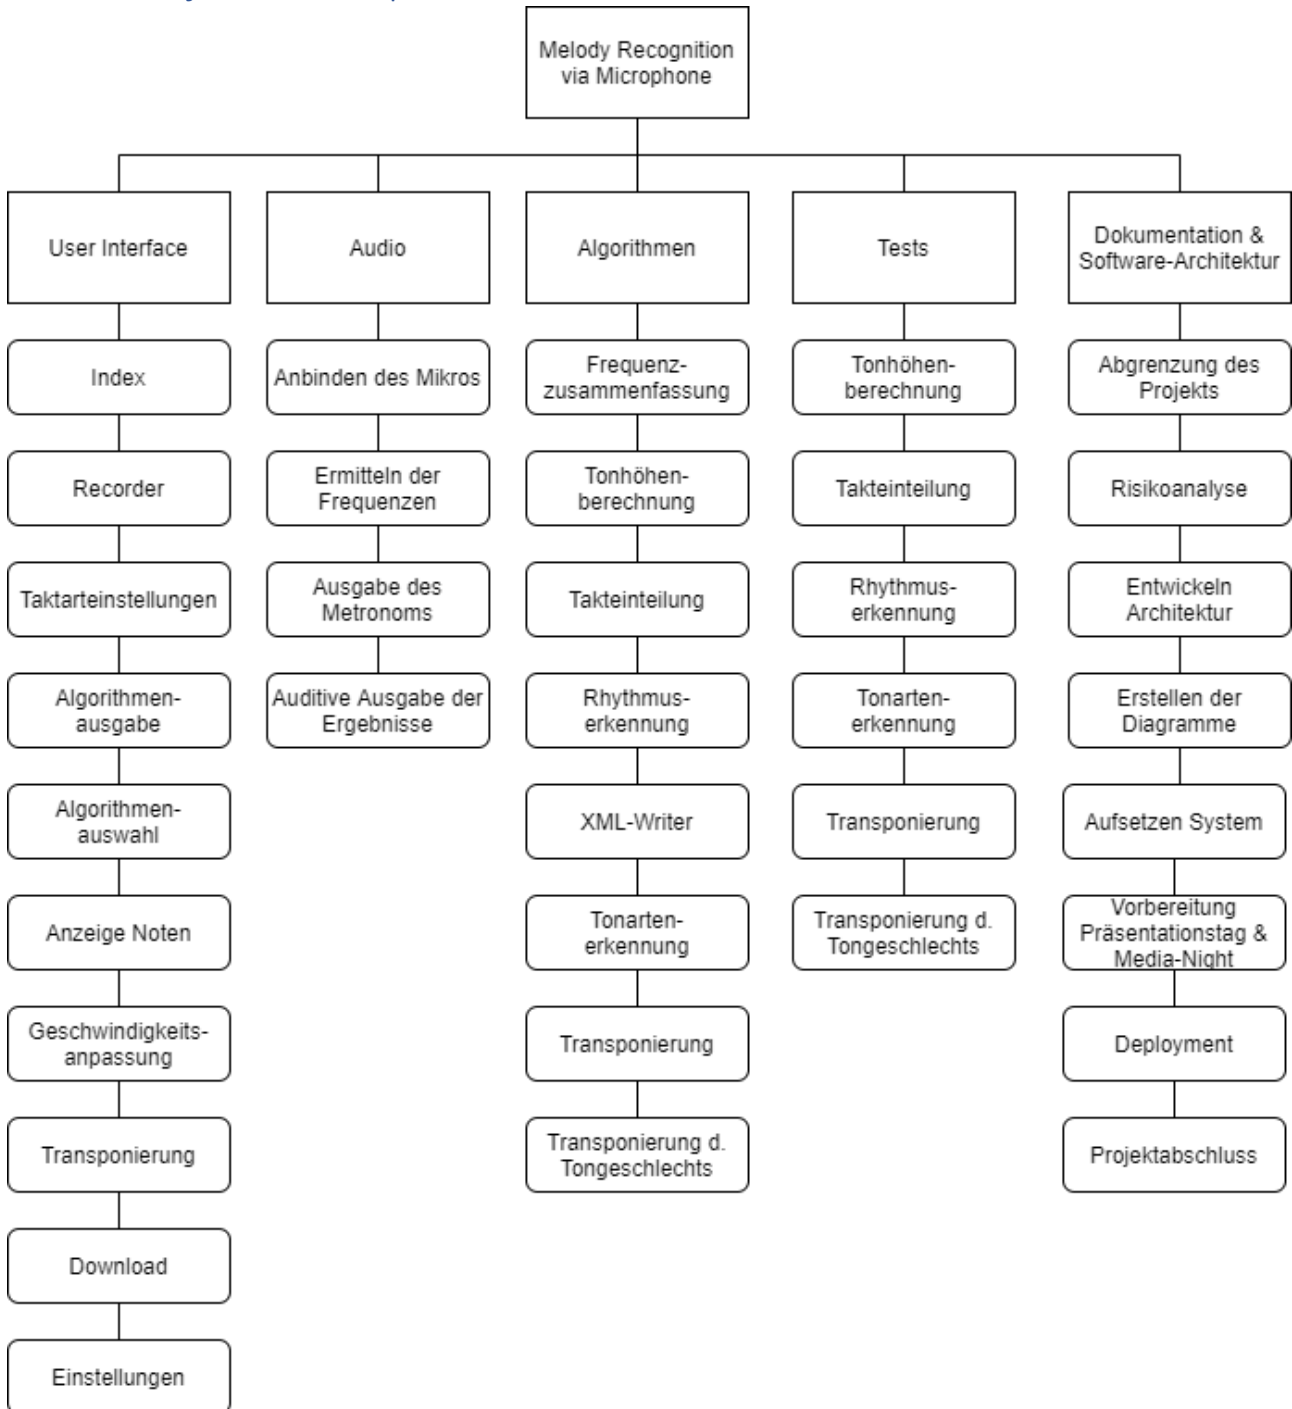 Melody Recognition
via Microphone
User Interface
Audio
Algorithmen
Tests
Dokumentation &
Software-Architektur
Index
Recorder
Taktarteinstellungen
Algorithmen-
ausgabe
Algorithmen-
auswahl
Anzeige Noten
Geschwindigkeits-
anpassung
Transponierung
Download
Einstellungen
Anbinden des Mikros
Ermitteln der
Frequenzen
Ausgabe des
Metronoms
Auditive Ausgabe der
Ergebnisse
Frequenz-
zusammenfassung
Tonhöhen-
berechnung
Takteinteilung
Rhythmus-
erkennung
XML-Writer
Tonarten-
erkennung
Transponierung
Transponierung d.
Tongeschlechts
Tonhöhen-
berechnung
Takteinteilung
Rhythmus-
erkennung
Tonarten-
erkennung
Transponierung
Transponierung d.
Tongeschlechts
Abgrenzung des
Projekts
Risikoanalyse
Entwickeln
Architektur
Erstellen der
Diagramme
Aufsetzen System
Vorbereitung
Präsentationstag &
Media-Night
Deployment
Projektabschluss